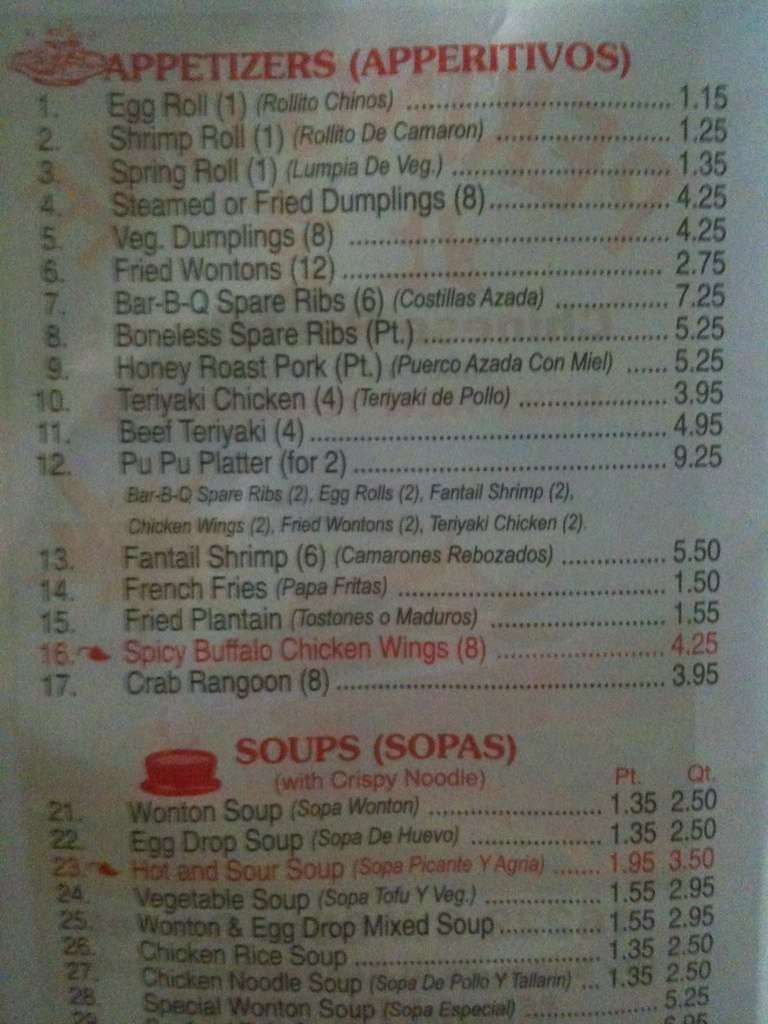 APPETIZERS (APPERITIVOS)
1. Egg Roll (1) (Rollito Chinos) 1.15
2. Shrimp Roll (1) (Rollito De Camaron) 1.25
3. Spring Roll (1) (Lumpia De Veg.) 1.35
4. Steamed or Fried Dumplings (8) 4.25
5. Veg. Dumplings (8) 4.25
6. Fried Wontons (12) 2.75
7. Bar-B-Q Spare Ribs (6) (Costillas Azada) 7.25
8. Boneless Spare Ribs (Pt.) 5.25
9. Honey Roast Pork (Pt.) (Puerco Azada Con Miel) 5.25
10. Teriyaki Chicken (4) (Teriyaki de Pollo) 3.95
11. Beef Teriyaki (4) 4.95
12. Pu Pu Platter (for 2) 9.25
Bar-B-Q Spare Ribs (2), Egg Rolls (2), Fantail Shrimp (2),
Chicken Wings (2), Fried Wontons (2), Teriyaki Chicken (2).
13. Fantail Shrimp (6) (Camarones Rebozados) 5.50
14. French Fries (Papa Fritas) 1.50
15. Fried Plantain (Tostones o Maduros) 1.55
16. Spicy Buffalo Chicken Wings (8) 4.25
17. Crab Rangoon (8) 3.95
SOUPS (SOPAS)
(with Crispy Noodle) Pt. Qt.
21. Wonton Soup (Sopa Wonton) 1.35 2.50
22. Egg Drop Soup (Sopa De Huevo) 1.35 2.50
23. Hot and Sour Soup (Sopa Picante Y Agria) 1.95 3.50
24. Vegetable Soup (Sopa Tofu Y Veg.) 1.55 2.95
25. Wonton & Egg Drop Mixed Soup 1.55 2.95
26. Chicken Rice Soup 1.35 2.50
27. Chicken Noodle Soup (Sopa De Pollo Y Tallarin) 1.35 2.50
28. Special Wonton Soup (Sopa Especial) 5.25
29.